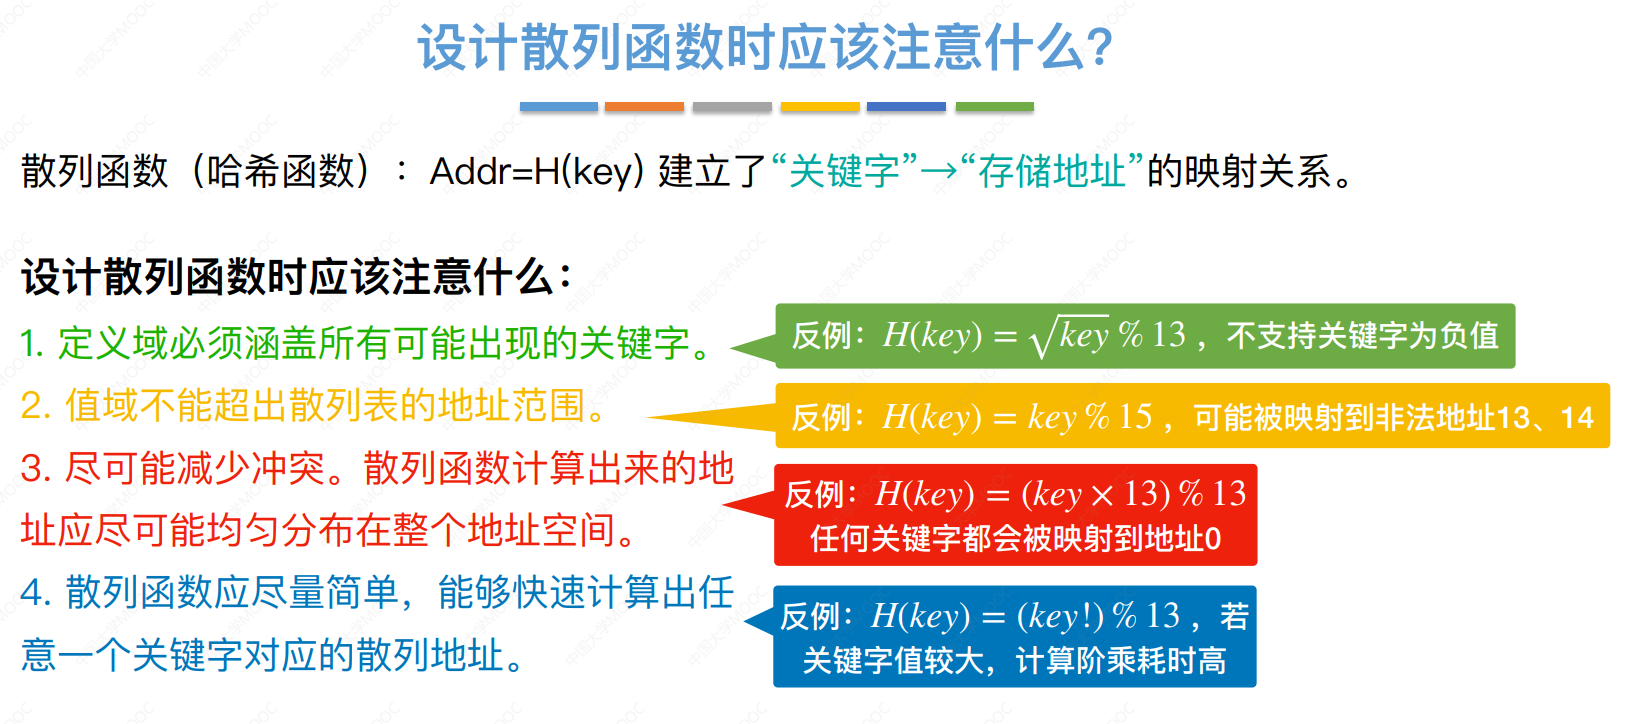 设计散列函数时应该注意什么?
散列函数（哈希函数）：Addr=H(key) 建立了“关键字”→“存储地址”的映射关系。
设计散列函数时应该注意什么：
1. 定义域必须涵盖所有可能出现的关键字。
反例：H(key) = √key % 13 ，不支持关键字为负值
2. 值域不能超出散列表的地址范围。
反例：H(key) = key % 15 ，可能被映射到非法地址13、14
3. 尽可能减少冲突。散列函数计算出来的地
址应尽可能均匀分布在整个地址空间。
反例：H(key) = (key × 13) % 13
任何关键字都会被映射到地址0
4. 散列函数应尽量简单，能够快速计算出任
意一个关键字对应的散列地址。
反例：H(key) = (key!) % 13 ，若
关键字值较大，计算阶乘耗时高
中国大学MOOC